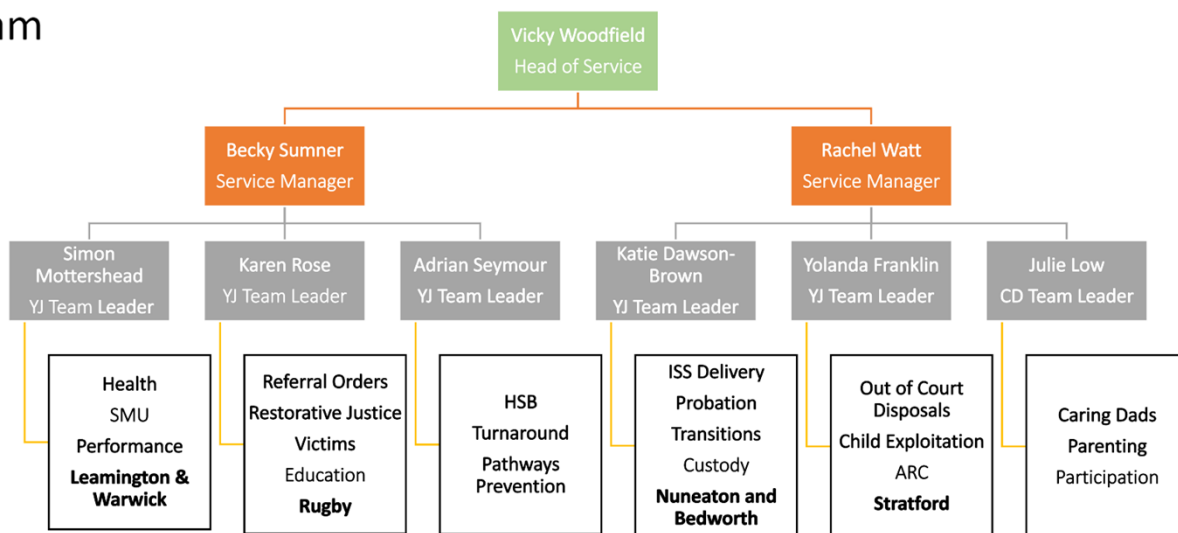 Vicky Woodfield
Head of Service
Becky Sumner
Service Manager
Rachel Watt
Service Manager
Simon
Mottershead
YJ Team Leader
Karen Rose
YJ Team Leader
Adrian Seymour
YJ Team Leader
Katie Dawson-
Brown
YJ Team Leader
Yolanda Franklin
YJ Team Leader
Julie Low
CD Team Leader
Health
SMU
Performance
Leamington &
Warwick
Referral Orders
Restorative Justice
Victims
Education
Rugby
HSB
Turnaround
Pathways
Prevention
ISS Delivery
Probation
Transitions
Custody
Nuneaton and
Bedworth
Out of Court
Disposals
Child Exploitation
ARC
Stratford
Caring Dads
Parenting
Participation